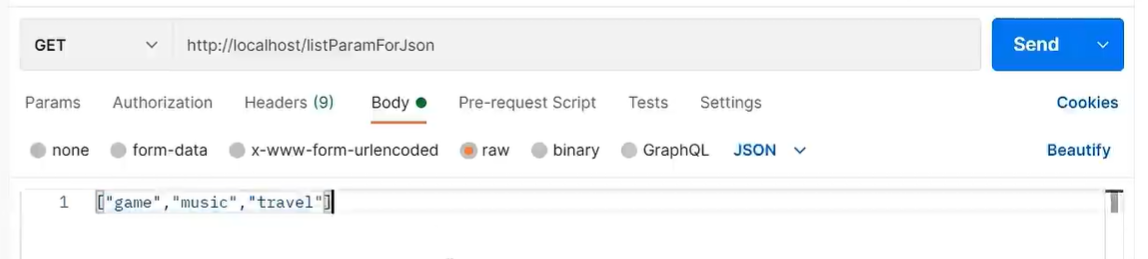 GET http://localhost/listParamForJson Send
Params Authorization Headers (9) Body Pre-request Script Tests Settings Cookies
none form-data x-www-form-urlencoded raw binary GraphQL JSON Beautify
1 ["game","music","travel"]